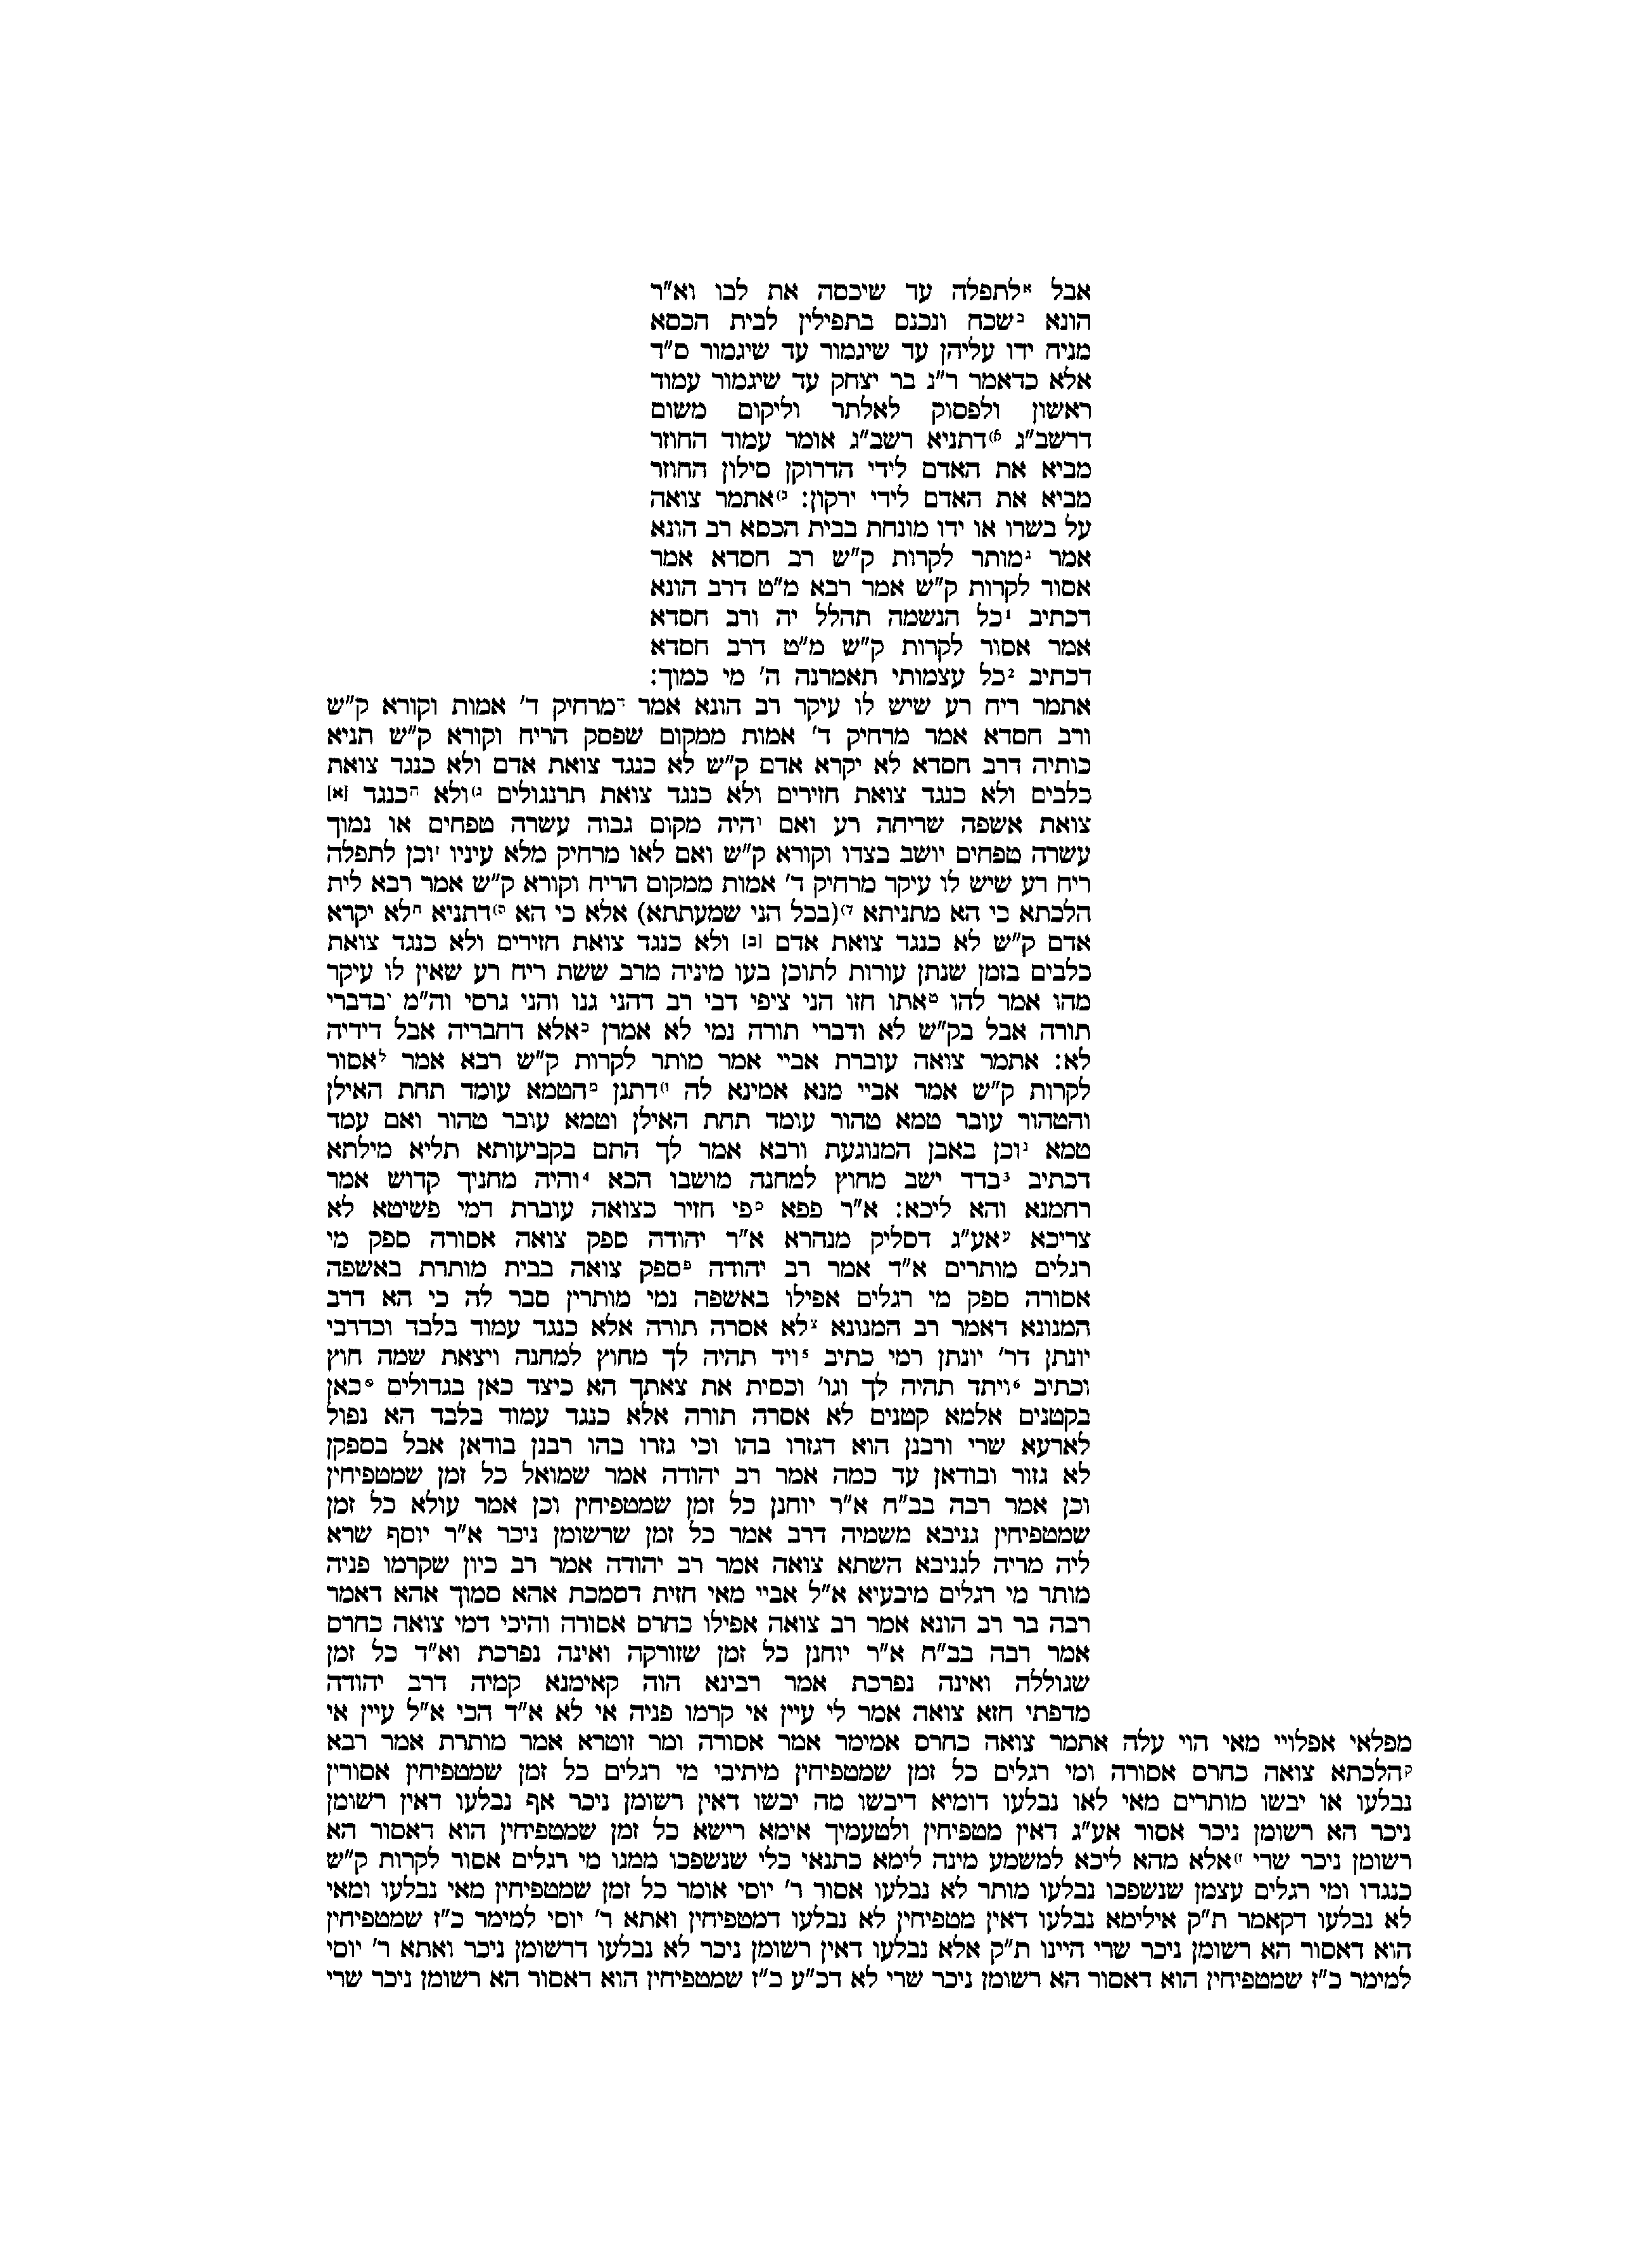 אבל אלתפלה עד שיכסה את לבו וא"ר
הונא בשכח ונכנס בתפילין לבית הכסא
מניח ידו עליהן עד שיגמור עד שיגמור ס"ד
אלא כדאמר ר"נ בר יצחק עד שיגמור עמוד
ראשון ולפסוק לאלתר וליקום משום
דרשב"ג א)דתניא רשב"ג אומר עמוד החוזר
מביא את האדם לידי הדרוקן סילון החוזר
מביא את האדם לידי ירקון: ב)אתמר צואה
על בשרו או ידו מונחת בבית הכסא רב הונא
אמר גמותר לקרות ק"ש רב חסדא אמר
אסור לקרות ק"ש אמר רבא מ"ט דרב הונא
דכתיב 1כל הנשמה תהלל יה ורב חסדא
אמר אסור לקרות ק"ש מ"ט דרב חסדא
דכתיב 2כל עצמותי תאמרנה ה' מי כמוך:
אתמר ריח רע שיש לו עיקר רב הונא אמר דמרחיק ד' אמות וקורא ק"ש
ורב חסדא אמר מרחיק ד' אמות ממקום שפסק הריח וקורא ק"ש תניא
כותיה דרב חסדא לא יקרא אדם ק"ש לא כנגד צואת אדם ולא כנגד צואת
כלבים ולא כנגד צואת חזירים ולא כנגד צואת תרנגולים ג)ולא הכנגד [א]
צואת אשפה שריחה רע ואם והיה מקום גבוה עשרה טפחים או נמוך
עשרה טפחים יושב בצדו וקורא ק"ש ואם לאו מרחיק מלא עיניו זוכן לתפלה
ריח רע שיש לו עיקר מרחיק ד' אמות ממקום הריח וקורא ק"ש אמר רבא לית
הלכתא כי הא מתניתא ד)(בכל הני שמעתתא) אלא כי הא ה)דתניא חלא יקרא
אדם ק"ש לא כנגד צואת אדם [ב] ולא כנגד צואת חזירים ולא כנגד צואת
כלבים בזמן שנתן עורות לתוכן בעו מיניה מרב ששת ריח רע שאין לו עיקר
מהו אמר להו טאתו חזו הני ציפי דבי רב דהני גנו והני גרסי וה"מ יבדברי
תורה אבל בק"ש לא ודברי תורה נמי לא אמרן כאלא דחבריה אבל דידיה
לא: אתמר צואה עוברת אביי אמר מותר לקרות ק"ש רבא אמר לאסור
לקרות ק"ש אמר אביי מנא אמינא לה ו)דתנן מהטמא עומד תחת האילן
והטהור עובר טמא טהור עומד תחת האילן וטמא עובר טהור ואם עמד
טמא נוכן באבן המנוגעת ורבא אמר לך התם בקביעותא תליא מילתא
דכתיב 3בדד ישב מחוץ למחנה מושבו הכא 4והיה מחניך קדוש אמר
רחמנא והא ליכא: א"ר פפא ספי חזיר כצואה עוברת דמי פשיטא לא
צריכא עאע"ג דסליק מנהרא א"ר יהודה ספק צואה אסורה ספק מי
רגלים מותרים א"ד אמר רב יהודה פספק צואה בבית מותרת באשפה
אסורה ספק מי רגלים אפילו באשפה נמי מותרין סבר לה כי הא דרב
המנונא דאמר רב המנונא צלא אסרה תורה אלא כנגד עמוד בלבד וכדרבי
יונתן דר' יונתן רמי כתיב 5ויד תהיה לך מחוץ למחנה ויצאת שמה חוץ
וכתיב 6ויתד תהיה לך וגו' וכסית את צאתך הא כיצד כאן בגדולים כאן
בקטנים אלמא קטנים לא אסרה תורה אלא כנגד עמוד בלבד הא נפול
לארעא שרי ורבנן הוא דגזרו בהו וכי גזרו בהו רבנן בודאן אבל בספקן
לא גזור ובודאן עד כמה אמר רב יהודה אמר שמואל כל זמן שמטפיחין
וכן אמר רבה בב"ח א"ר יוחנן כל זמן שמטפיחין וכן אמר עולא כל זמן
שמטפיחין גניבא משמיה דרב אמר כל זמן שרשומן ניכר א"ר יוסף שרא
ליה מריה לגניבא השתא צואה אמר רב יהודה אמר רב כיון שקרמו פניה
מותר מי רגלים מיבעיא א"ל אביי מאי חזית דסמכת אהא סמוך אהא דאמר
רבה בר רב הונא אמר רב צואה אפילו כחרס אסורה והיכי דמי צואה כחרס
אמר רבה בב"ח א"ר יוחנן כל זמן שזורקה ואינה נפרכת וא"ד כל זמן
שגוללה ואינה נפרכת אמר רבינא הוה קאימנא קמיה דרב יהודה
מדפתי חזא צואה אמר לי עיין אי קרמו פניה אי לא א"ד הכי א"ל עיין אי
מפלאי אפלויי מאי הוי עלה אתמר צואה כחרס אמימר אמר אסורה ומר זוטרא אמר מותרת אמר רבא
קהלכתא צואה כחרס אסורה ומי רגלים כל זמן שמטפיחין מיתיבי מי רגלים כל זמן שמטפיחין אסורין
נבלעו או יבשו מותרים מאי לאו נבלעו דומיא דיבשו מה יבשו דאין רשומן ניכר אף נבלעו דאין רשומן
ניכר הא רשומן ניכר אסור אע"ג דאין מטפיחין ולטעמיך אימא רישא כל זמן שמטפיחין הוא דאסור הא
רשומן ניכר שרי ז)אלא מהא ליכא למשמע מינה לימא כתנאי כלי שנשפכו ממנו מי רגלים אסור לקרות ק"ש
כנגדו ומי רגלים עצמן שנשפכו נבלעו מותר לא נבלעו אסור ר' יוסי אומר כל זמן שמטפיחין מאי נבלעו ומאי
לא נבלעו דקאמר ת"ק אילימא נבלעו דאין מטפיחין לא נבלעו דמטפיחין ואתא ר' יוסי למימר כ"ז שמטפיחין
הוא דאסור הא רשומן ניכר שרי היינו ת"ק אלא נבלעו דאין רשומן ניכר לא נבלעו דרשומן ניכר ואתא ר' יוסי
למימר כ"ז שמטפיחין הוא דאסור הא רשומן ניכר שרי לא דכ"ע כ"ז שמטפיחין הוא דאסור הא רשומן ניכר שרי